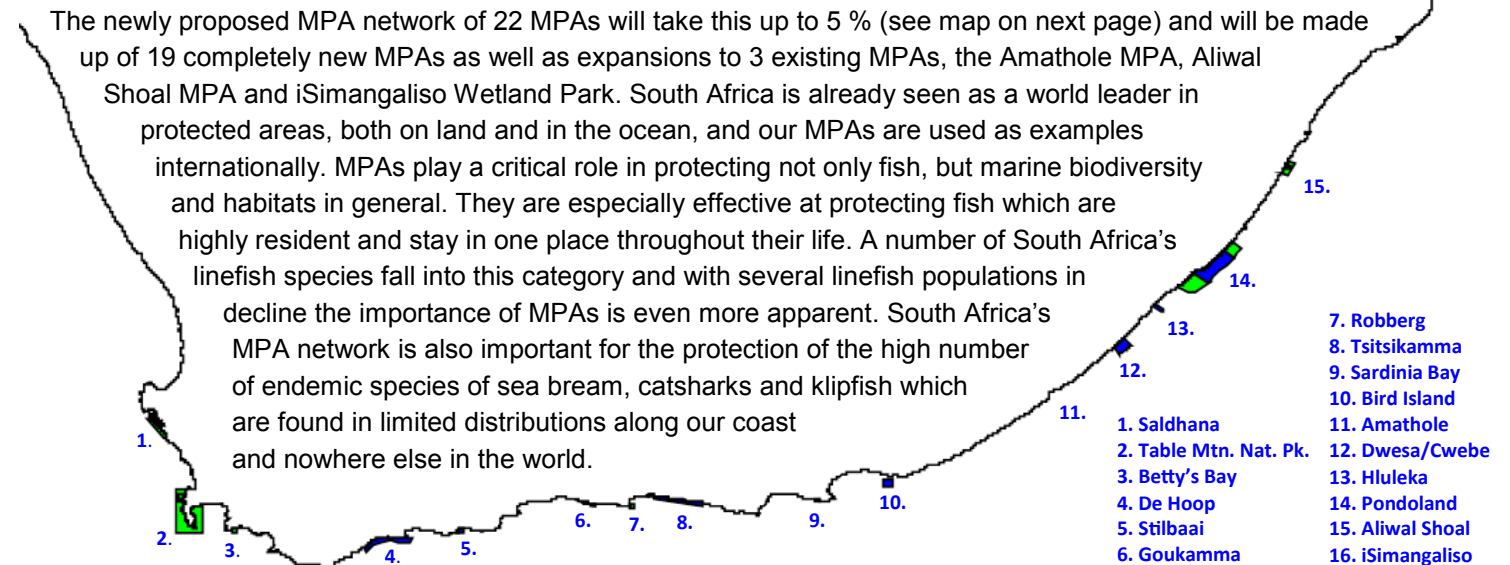 The newly proposed MPA network of 22 MPAs will take this up to 5 % (see map on next page) and will be made
up of 19 completely new MPAs as well as expansions to 3 existing MPAs, the Amathole MPA, Aliwal
Shoal MPA and iSimangaliso Wetland Park. South Africa is already seen as a world leader in
protected areas, both on land and in the ocean, and our MPAs are used as examples
internationally. MPAs play a critical role in protecting not only fish, but marine biodiversity
and habitats in general. They are especially effective at protecting fish which are
highly resident and stay in one place throughout their life. A number of South Africa's
linefish species fall into this category and with several linefish populations in
decline the importance of MPAs is even more apparent. South Africa's
MPA network is also important for the protection of the high number
of endemic species of sea bream, catsharks and klipfish which
are found in limited distributions along our coast
and nowhere else in the world.
1.
2.
3.
4.
5.
6.
7.
8.
9.
10.
11.
12.
13.
14.
15.
1. Saldhana
2. Table Mtn. Nat. Pk.
3. Betty's Bay
4. De Hoop
5. Stilbaai
6. Goukamma
7. Robberg
8. Tsitsikamma
9. Sardinia Bay
10. Bird Island
11. Amathole
12. Dwesa/Cwebe
13. Hluleka
14. Pondoland
15. Aliwal Shoal
16. iSimangaliso